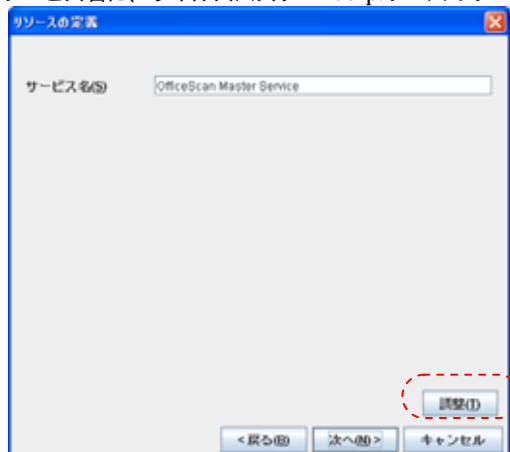 リソースの定義
サービス名(S)
OfficeScan Master Service
調整(T)
<戻る(B)
次へ(N)>
キャンセル